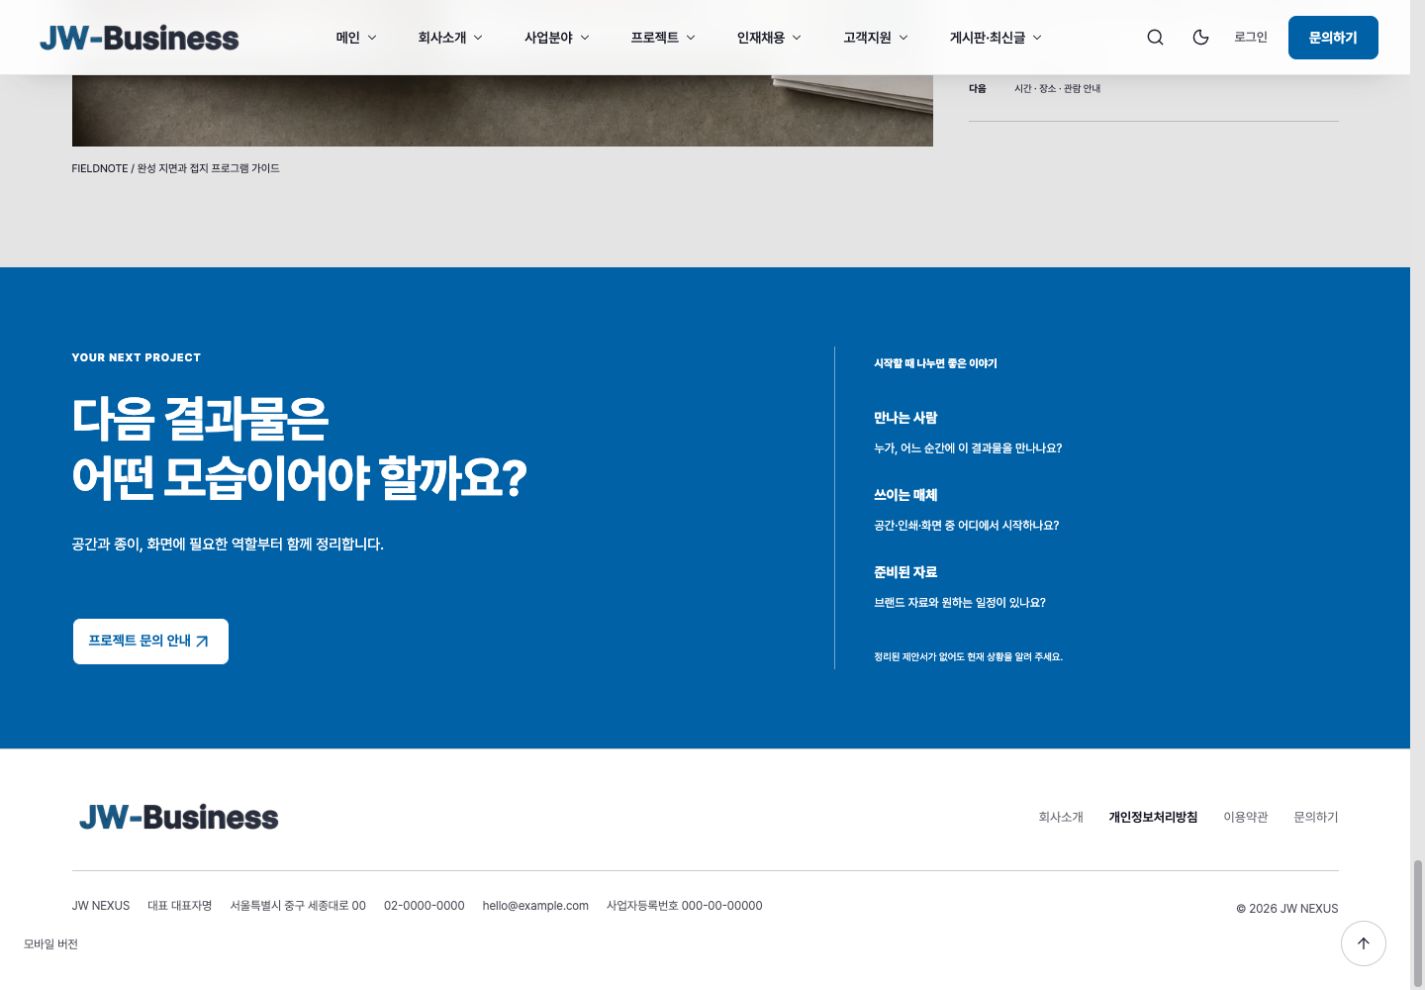 JW-Business
메인
회사소개
사업분야
프로젝트
인재채용
고객지원
게시판·최신글
로그인
문의하기
다음 시간 · 장소 · 관람 안내
FIELDNOTE / 완성 지면과 접지 프로그램 가이드
YOUR NEXT PROJECT
다음 결과물은
어떤 모습이어야 할까요?
공간과 종이, 화면에 필요한 역할부터 함께 정리합니다.
프로젝트 문의 안내
시작할 때 나누면 좋은 이야기
만나는 사람
누가, 어느 순간에 이 결과물을 만나나요?
쓰이는 매체
공간·인쇄·화면 중 어디에서 시작하나요?
준비된 자료
브랜드 자료와 원하는 일정이 있나요?
정리된 제안서가 없어도 현재 상황을 알려 주세요.
JW-Business
회사소개
개인정보처리방침
이용약관
문의하기
JW NEXUS 대표 대표자명 서울특별시 중구 세종대로 00 02-0000-0000 hello@example.com 사업자등록번호 000-00-00000
© 2026 JW NEXUS
모바일 버전